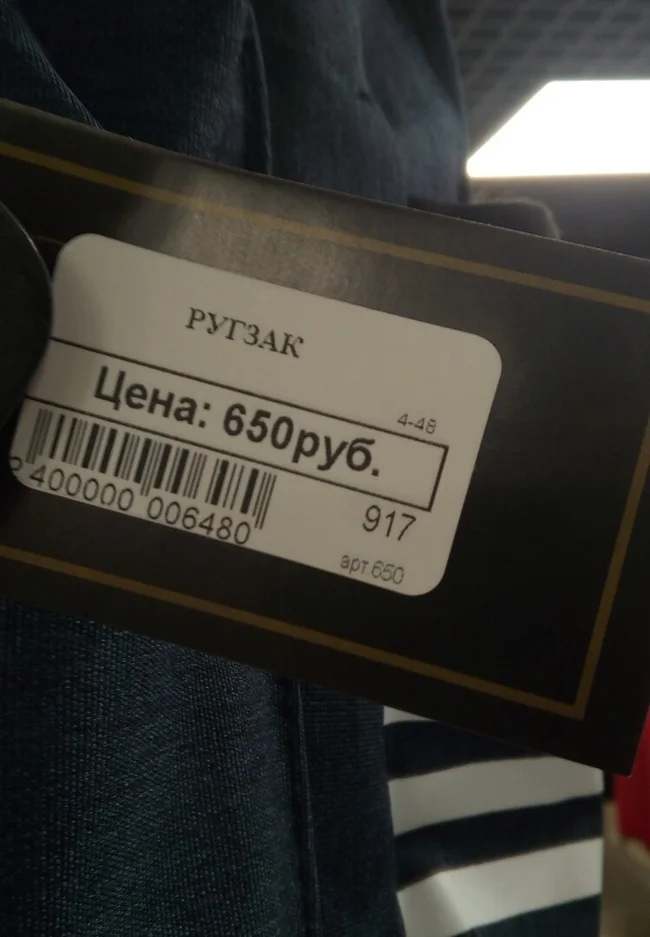 РУГЗАК
4-48
Цена: 650руб.
2400000 006480
917
арт 650